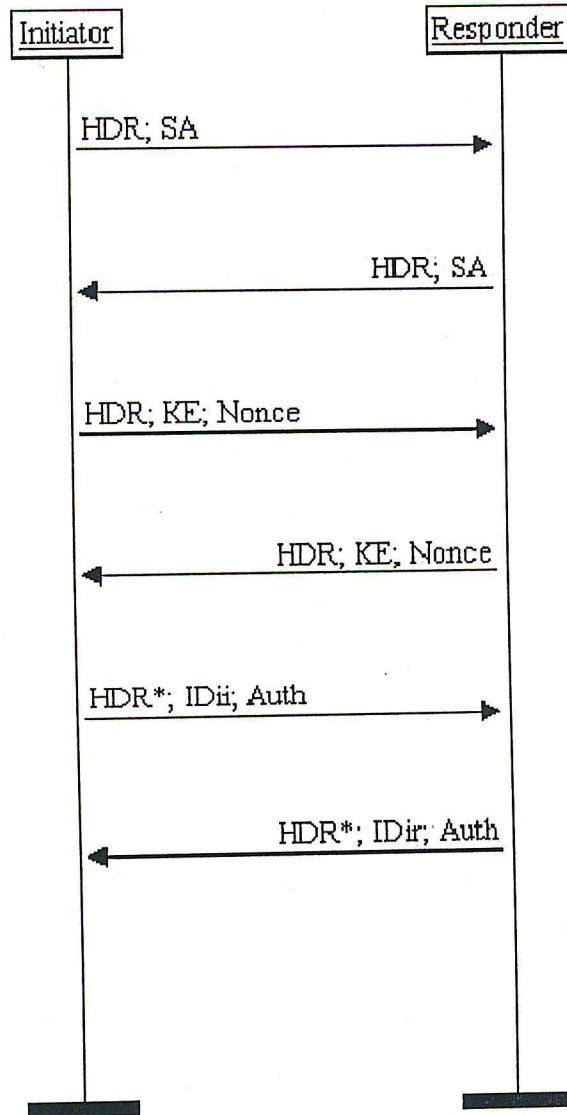 Initiator
Responder
HDR; SA
HDR; SA
HDR; KE; Nonce
HDR; KE; Nonce
HDR*; IDii; Auth
HDR*; IDir; Auth